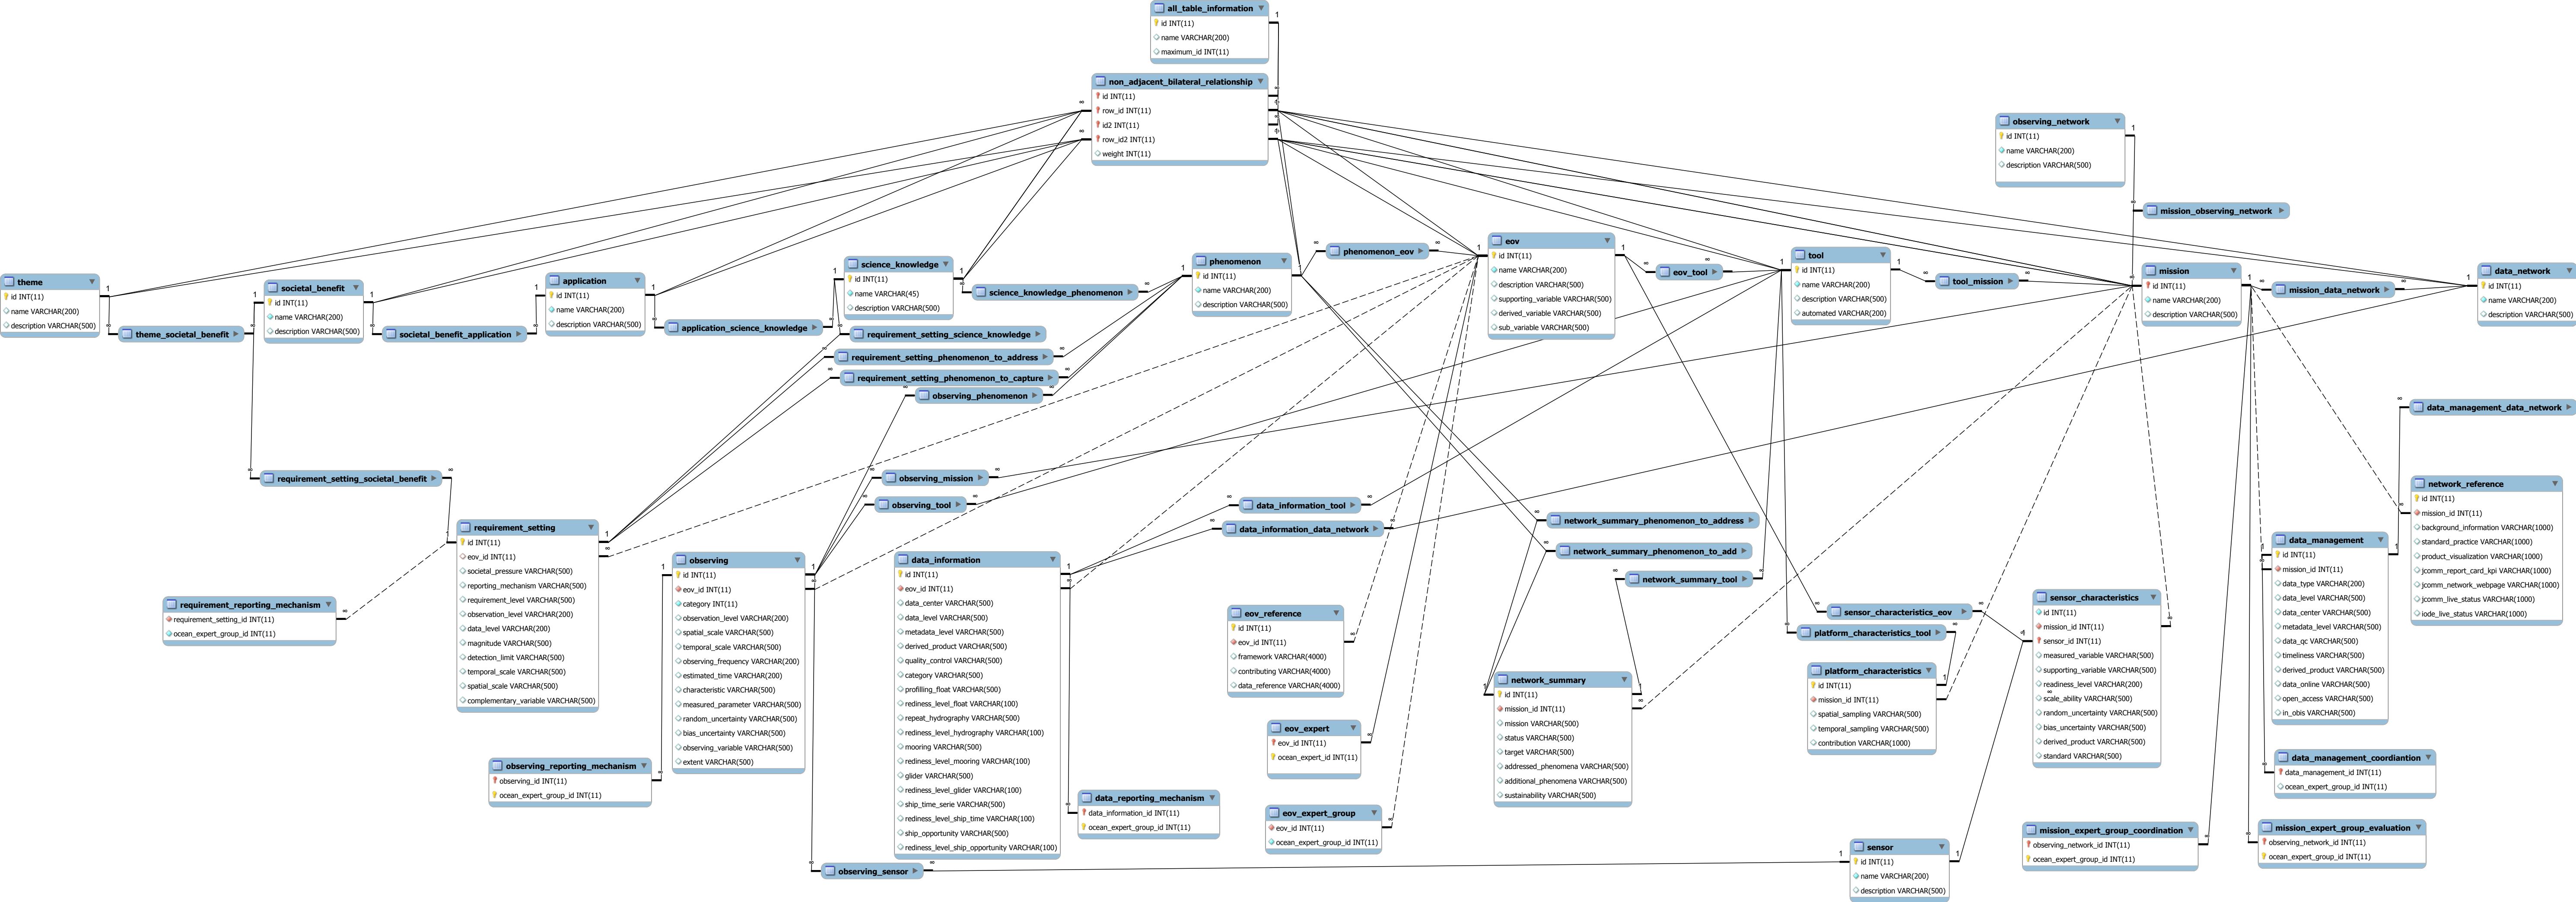 all_table_information
id INT(11)
name VARCHAR(200)
maximum_id INT(11)
non_adjacent_bilateral_relationship
id INT(11)
row_id INT(11)
id2 INT(11)
row_id2 INT(11)
weight INT(11)
observing_network
id INT(11)
name VARCHAR(200)
description VARCHAR(500)
mission_observing_network
theme
id INT(11)
name VARCHAR(200)
description VARCHAR(500)
theme_societal_benefit
societal_benefit
id INT(11)
name VARCHAR(200)
description VARCHAR(500)
societal_benefit_application
application
id INT(11)
name VARCHAR(200)
description VARCHAR(500)
application_science_knowledge
science_knowledge
id INT(11)
name VARCHAR(45)
description VARCHAR(500)
science_knowledge_phenomenon
requirement_setting_science_knowledge
requirement_setting_phenomenon_to_address
requirement_setting_phenomenon_to_capture
observing_phenomenon
phenomenon
id INT(11)
name VARCHAR(200)
description VARCHAR(500)
phenomenon_eov
eov
id INT(11)
name VARCHAR(200)
description VARCHAR(500)
supporting_variable VARCHAR(500)
derived_variable VARCHAR(500)
sub_variable VARCHAR(500)
eov_tool
tool
id INT(11)
name VARCHAR(200)
description VARCHAR(500)
automated VARCHAR(200)
tool_mission
mission
id INT(11)
name VARCHAR(200)
description VARCHAR(500)
mission_data_network
data_network
id INT(11)
name VARCHAR(200)
description VARCHAR(500)
data_management_data_network
requirement_setting_societal_benefit
observing_mission
observing_tool
data_information_tool
data_information_data_network
network_summary_phenomenon_to_address
network_summary_phenomenon_to_add
network_summary_tool
requirement_reporting_mechanism
requirement_setting_id INT(11)
ocean_expert_group_id INT(11)
requirement_setting
id INT(11)
eov_id INT(11)
societal_pressure VARCHAR(500)
reporting_mechanism VARCHAR(500)
requirement_level VARCHAR(500)
observation_level VARCHAR(200)
data_level VARCHAR(200)
magnitude VARCHAR(500)
detection_limit VARCHAR(500)
temporal_scale VARCHAR(500)
spatial_scale VARCHAR(500)
complementary_variable VARCHAR(500)
observing_reporting_mechanism
observing_id INT(11)
ocean_expert_group_id INT(11)
observing
id INT(11)
eov_id INT(11)
category INT(11)
observation_level VARCHAR(200)
spatial_scale VARCHAR(500)
temporal_scale VARCHAR(500)
observing_frequency VARCHAR(200)
estimated_time VARCHAR(200)
characteristic VARCHAR(500)
measured_parameter VARCHAR(500)
random_uncertainty VARCHAR(500)
bias_uncertainty VARCHAR(500)
observing_variable VARCHAR(500)
extent VARCHAR(500)
observing_sensor
data_information
id INT(11)
eov_id INT(11)
data_center VARCHAR(500)
data_level VARCHAR(500)
metadata_level VARCHAR(500)
derived_product VARCHAR(500)
quality_control VARCHAR(500)
category VARCHAR(500)
profilling_float VARCHAR(500)
rediness_level_float VARCHAR(100)
repeat_hydrography VARCHAR(500)
rediness_level_hydrography VARCHAR(100)
mooring VARCHAR(500)
rediness_level_mooring VARCHAR(100)
glider VARCHAR(500)
rediness_level_glider VARCHAR(100)
ship_time_serie VARCHAR(500)
rediness_level_ship_time VARCHAR(100)
ship_opportunity VARCHAR(500)
rediness_level_ship_opportunity VARCHAR(100)
data_reporting_mechanism
data_information_id INT(11)
ocean_expert_group_id INT(11)
eov_reference
id INT(11)
eov_id INT(11)
framework VARCHAR(4000)
contributing VARCHAR(4000)
data_reference VARCHAR(4000)
eov_expert
eov_id INT(11)
ocean_expert_id INT(11)
eov_expert_group
eov_id INT(11)
ocean_expert_group_id INT(11)
network_summary
id INT(11)
mission_id INT(11)
mission VARCHAR(500)
status VARCHAR(500)
target VARCHAR(500)
addressed_phenomena VARCHAR(500)
additional_phenomena VARCHAR(500)
sustainability VARCHAR(500)
sensor_characteristics_eov
platform_characteristics_tool
platform_characteristics
id INT(11)
mission_id INT(11)
spatial_sampling VARCHAR(500)
temporal_sampling VARCHAR(500)
contribution VARCHAR(1000)
sensor
id INT(11)
name VARCHAR(200)
description VARCHAR(500)
sensor_characteristics
id INT(11)
mission_id INT(11)
sensor_id INT(11)
measured_variable VARCHAR(500)
supporting_variable VARCHAR(500)
readiness_level VARCHAR(200)
scale_ability VARCHAR(500)
random_uncertainty VARCHAR(500)
bias_uncertainty VARCHAR(500)
derived_product VARCHAR(500)
standard VARCHAR(500)
mission_expert_group_coordination
observing_network_id INT(11)
ocean_expert_group_id INT(11)
data_management
id INT(11)
mission_id INT(11)
data_type VARCHAR(200)
data_level VARCHAR(500)
data_center VARCHAR(500)
metadata_level VARCHAR(500)
data_qc VARCHAR(500)
timeliness VARCHAR(500)
derived_product VARCHAR(500)
data_online VARCHAR(500)
open_access VARCHAR(500)
in_obis VARCHAR(500)
data_management_coordiantion
data_management_id INT(11)
ocean_expert_group_id INT(11)
mission_expert_group_evaluation
observing_network_id INT(11)
ocean_expert_group_id INT(11)
network_reference
id INT(11)
mission_id INT(11)
background_information VARCHAR(1000)
standard_practice VARCHAR(1000)
product_visualization VARCHAR(1000)
jcomm_report_card_kpi VARCHAR(1000)
jcomm_network_webpage VARCHAR(1000)
jcomm_live_status VARCHAR(1000)
iode_live_status VARCHAR(1000)